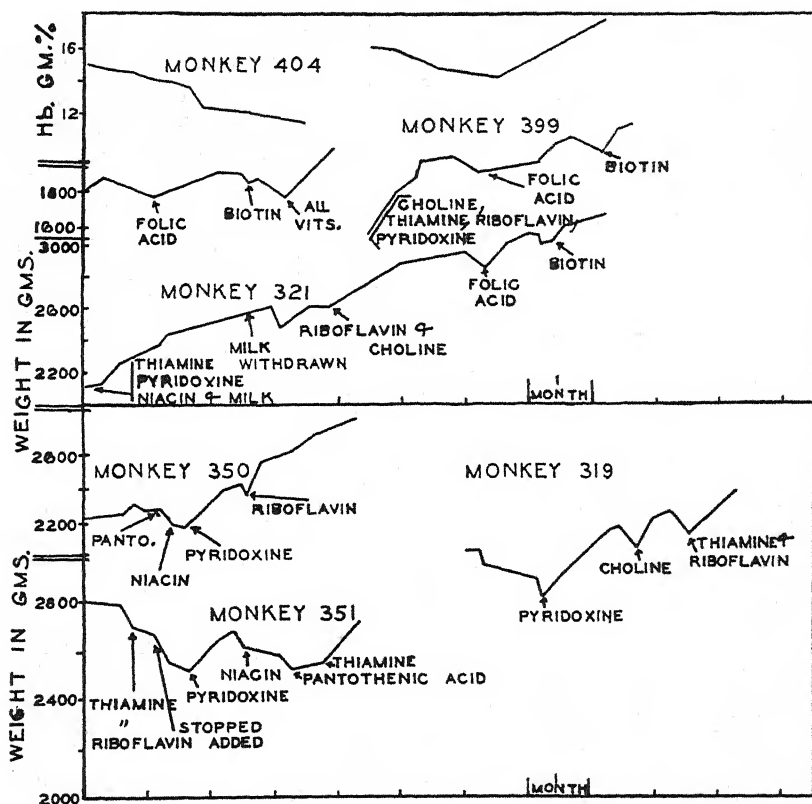 Hb. GM.%
16
12
MONKEY 404
MONKEY 399
1800
1600
FOLIC
ACID
BIOTIN
ALL
VITS.
CHOLINE,
THIAMINE, RIBOFLAVIN,
PYRIDOXINE
FOLIC
ACID
BIOTIN
WEIGHT IN GMS.
3000
2600
2200
MONKEY 321
THIAMINE
PYRIDOXINE
NIACIN & MILK
MILK WITHDRAWN
RIBOFLAVIN &
CHOLINE
FOLIC
ACID
BIOTIN
1
MONTH
WEIGHT IN GMS.
2600
2200
MONKEY 350
PANTO.
NIACIN
PYRIDOXINE
RIBOFLAVIN
MONKEY 319
PYRIDOXINE
CHOLINE
THIAMINE &
RIBOFLAVIN
2800
2400
2000
MONKEY 351
THIAMINE
"
RIBOFLAVIN ADDED
STOPPED
PYRIDOXINE
NIACIN
THIAMINE
PANTOTHENIC ACID
1
MONTH